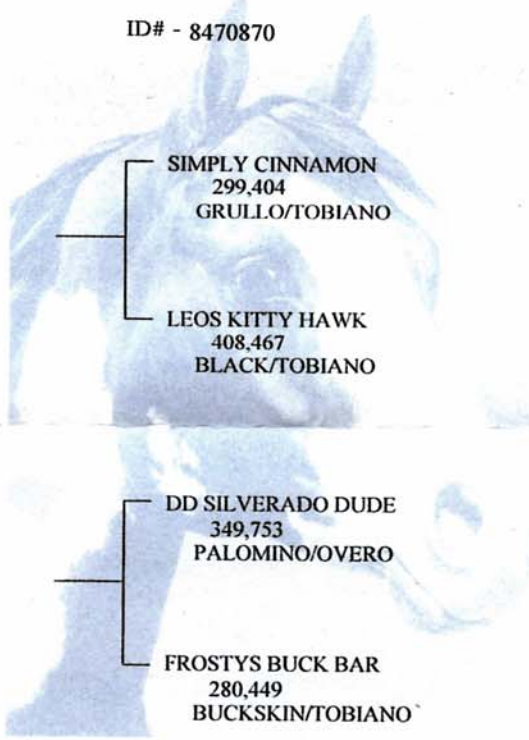 ID# - 8470870
SIMPLY CINNAMON
299,404
GRULLO/TOBIANO
LEOS KITTY HAWK
408,467
BLACK/TOBIANO
DD SILVERADO DUDE
349,753
PALOMINO/OVERO
FROSTYS BUCK BAR
280,449
BUCKSKIN/TOBIANO